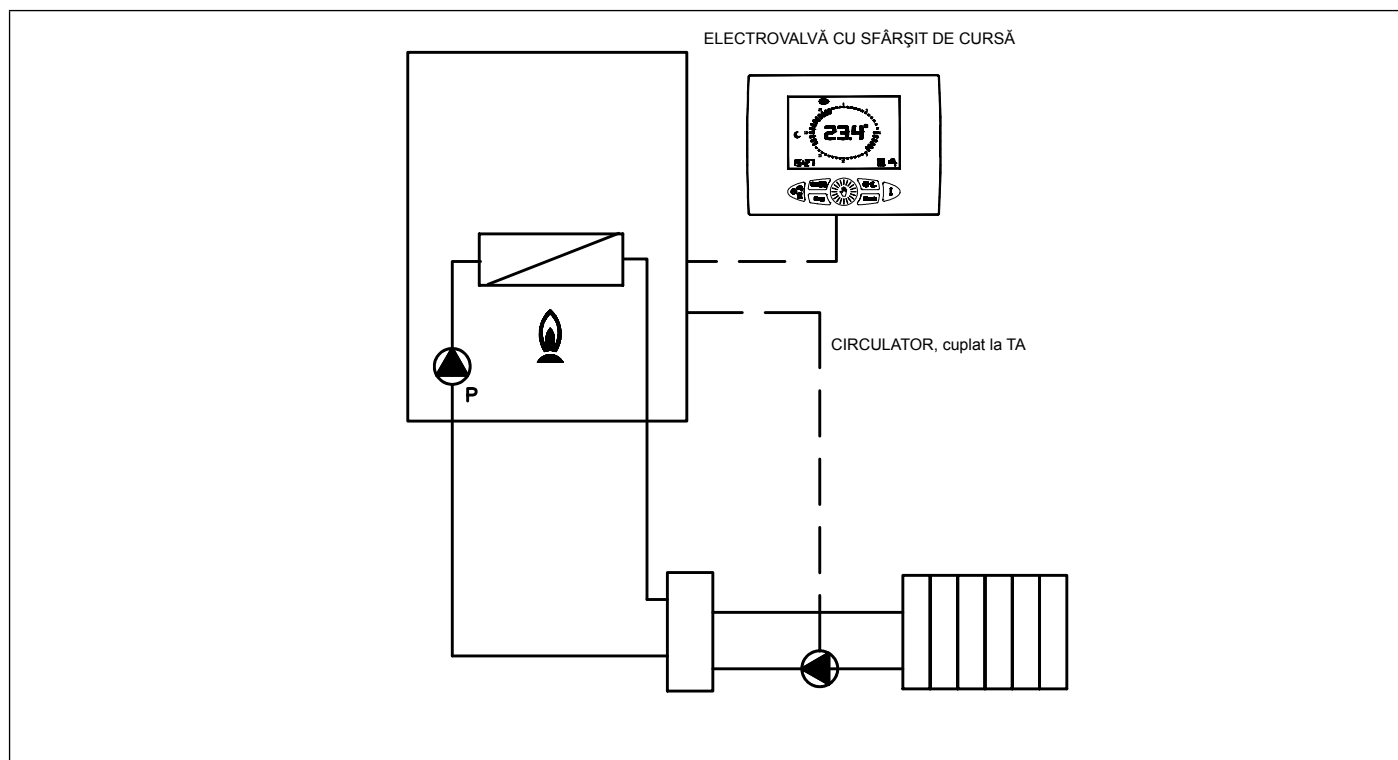 ELECTROVALVĂ CU SFÂRŞIT DE CURSĂ
23.4°
CIRCULATOR, cuplat la TA
P